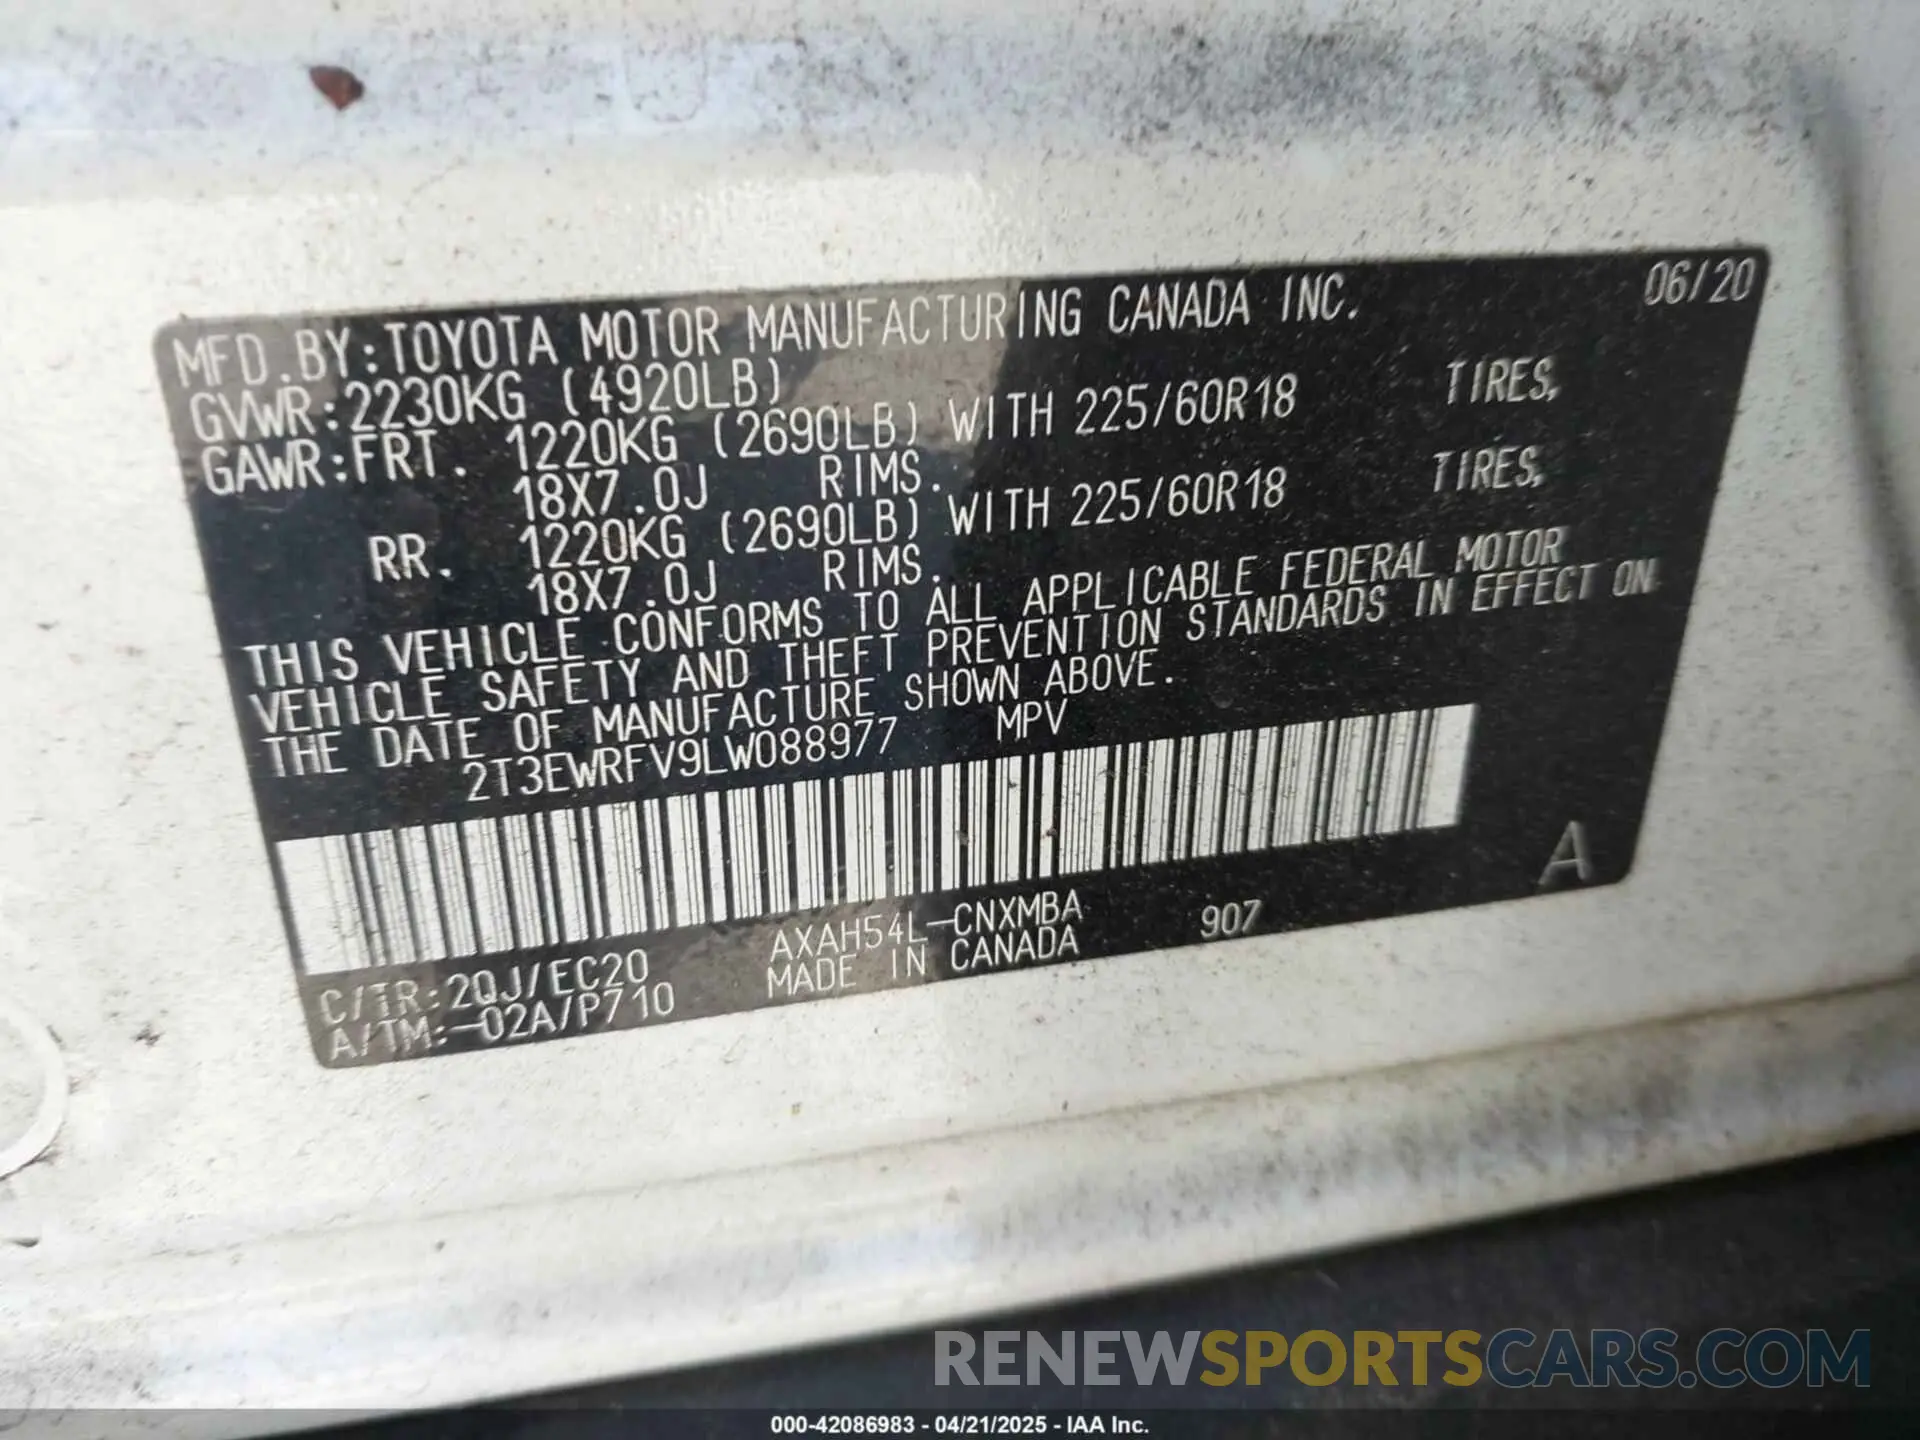 06/20
MFD.BY:TOYOTA MOTOR MANUFACTURING CANADA INC.
GVWR:2230KG (4920LB)
GAWR:FRT. 1220KG (2690LB) WITH 225/60R18 TIRES,
18X7.0J RIMS.
RR. 1220KG (2690LB) WITH 225/60R18 TIRES,
18X7.0J RIMS.
THIS VEHICLE CONFORMS TO ALL APPLICABLE FEDERAL MOTOR
VEHICLE SAFETY AND THEFT PREVENTION STANDARDS IN EFFECT ON
THE DATE OF MANUFACTURE SHOWN ABOVE.
2T3EWRFV9LW088977 MPV
A
C/TR:2QJ/EC20 AXAH54L-CNXMBA 907
A/TM:-02A/P710 MADE IN CANADA
RENEWSPORTSCARS.COM
000-42086983 - 04/21/2025 - IAA Inc.